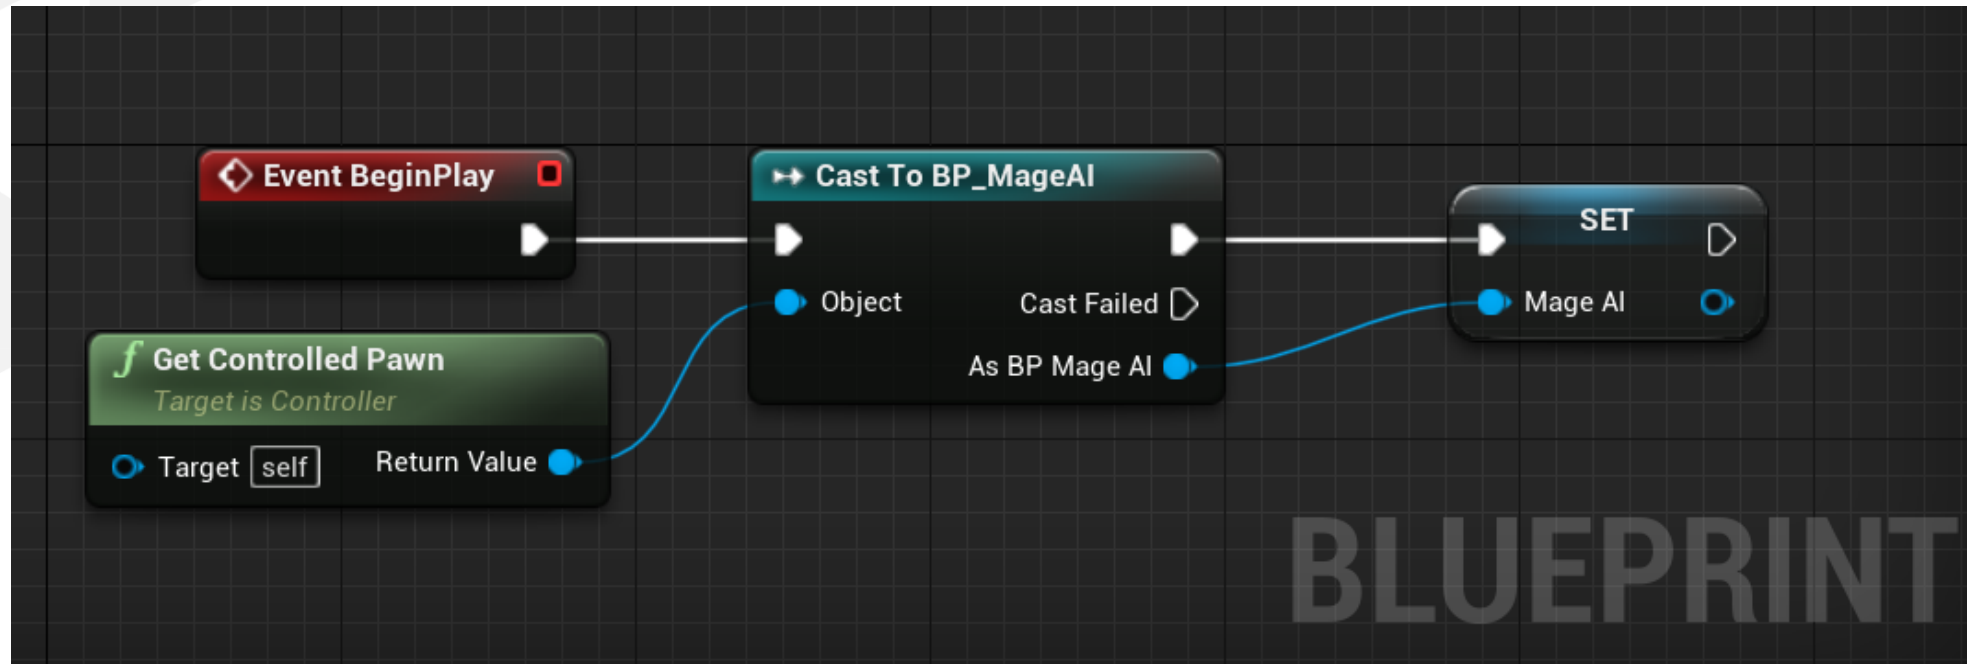 Event BeginPlay
Cast To BP_MageAI
SET
Object
Cast Failed
Mage AI
As BP Mage AI
f Get Controlled Pawn
Target is Controller
Target self
Return Value
BLUEPRINT